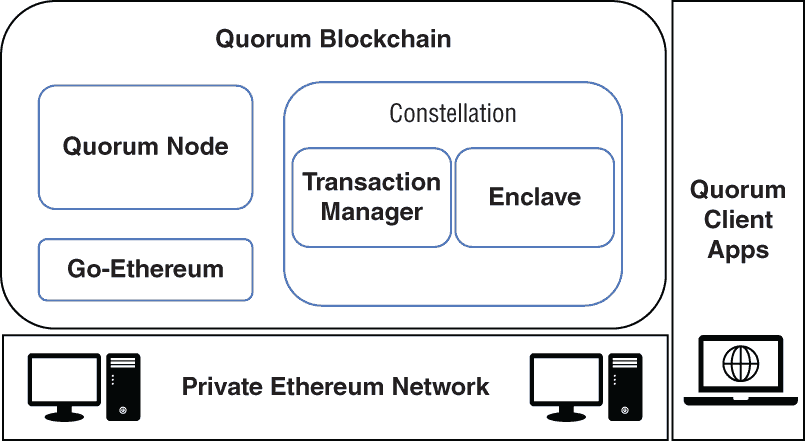 Quorum Blockchain
Quorum Node
Go-Ethereum
Constellation
Transaction
Manager
Enclave
Quorum
Client
Apps
Private Ethereum Network